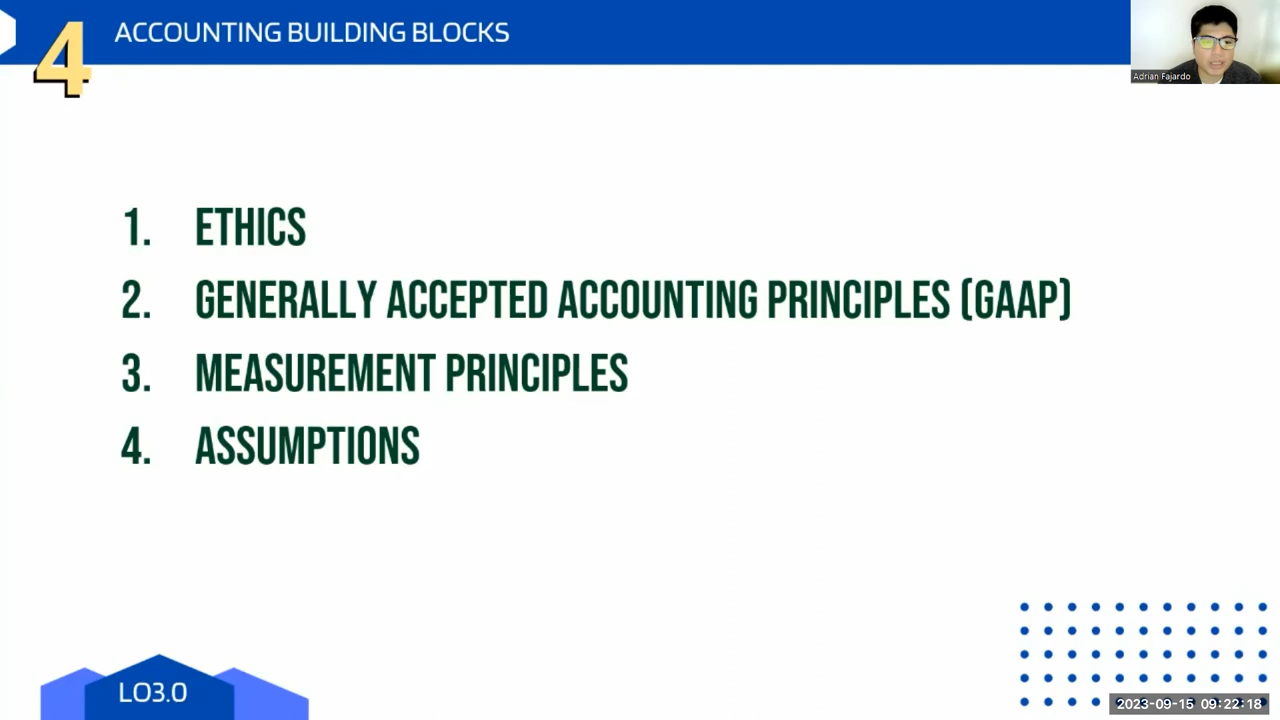 4
ACCOUNTING BUILDING BLOCKS
Adrian Fajardo
1. ETHICS
2. GENERALLY ACCEPTED ACCOUNTING PRINCIPLES (GAAP)
3. MEASUREMENT PRINCIPLES
4. ASSUMPTIONS
LO3.0
2023-09-15 09:22:18